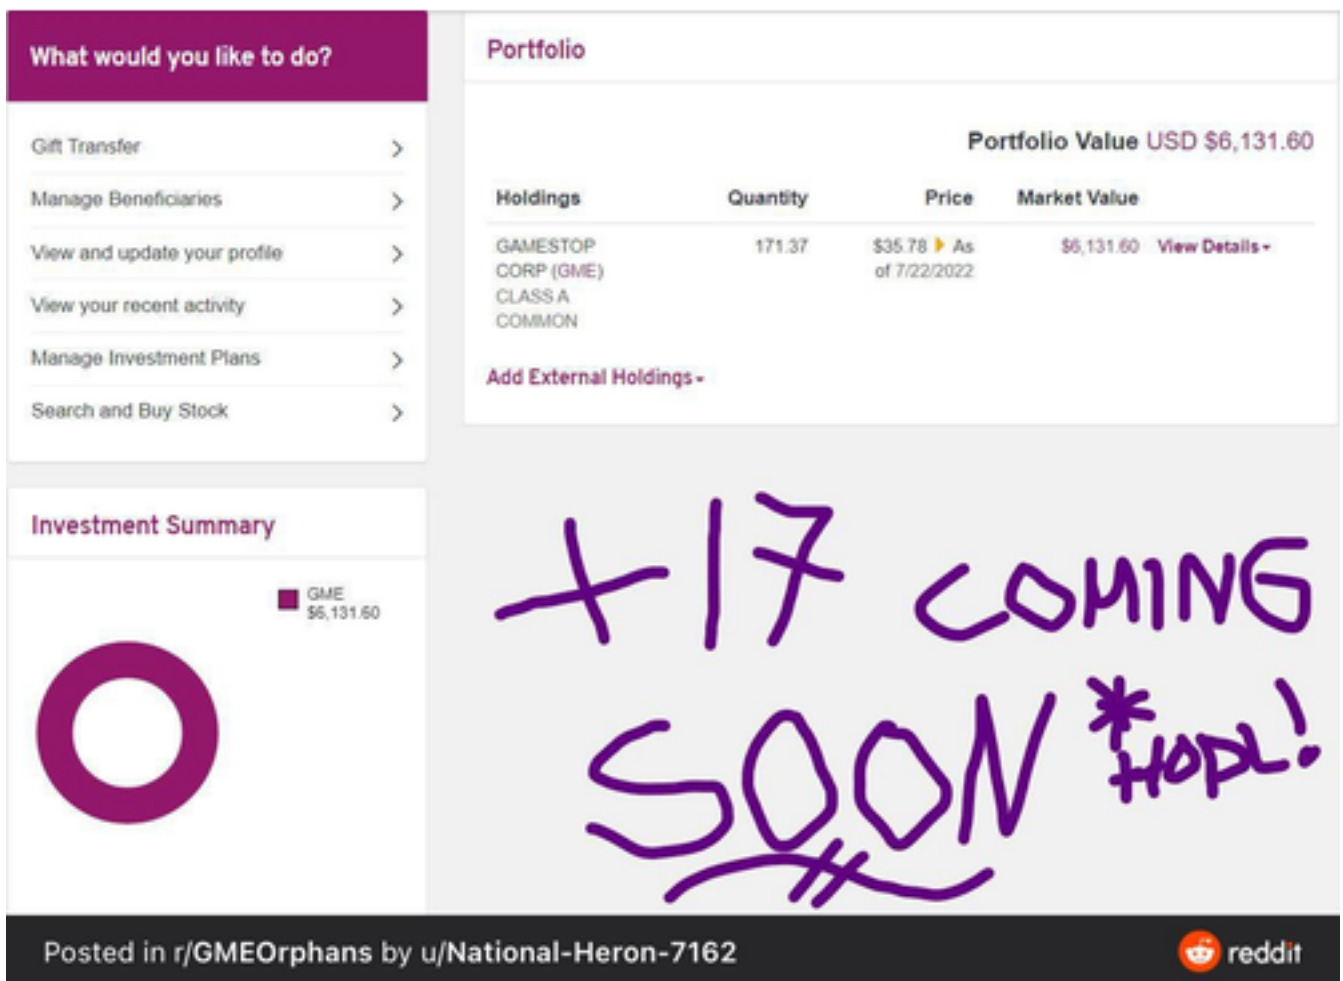 What would you like to do?
Gift Transfer
Manage Beneficiaries
View and update your profile
View your recent activity
Manage Investment Plans
Search and Buy Stock
Portfolio
Portfolio Value USD $6,131.60
Holdings Quantity Price Market Value
GAMESTOP 171.37 $35.78 As $6,131.60 View Details
CORP (GME) of 7/22/2022
CLASS A
COMMON
Add External Holdings
Investment Summary
GME
$6,131.60
+17 COMING
SOON *HODL!
Posted in r/GMEOrphans by u/National-Heron-7162
reddit